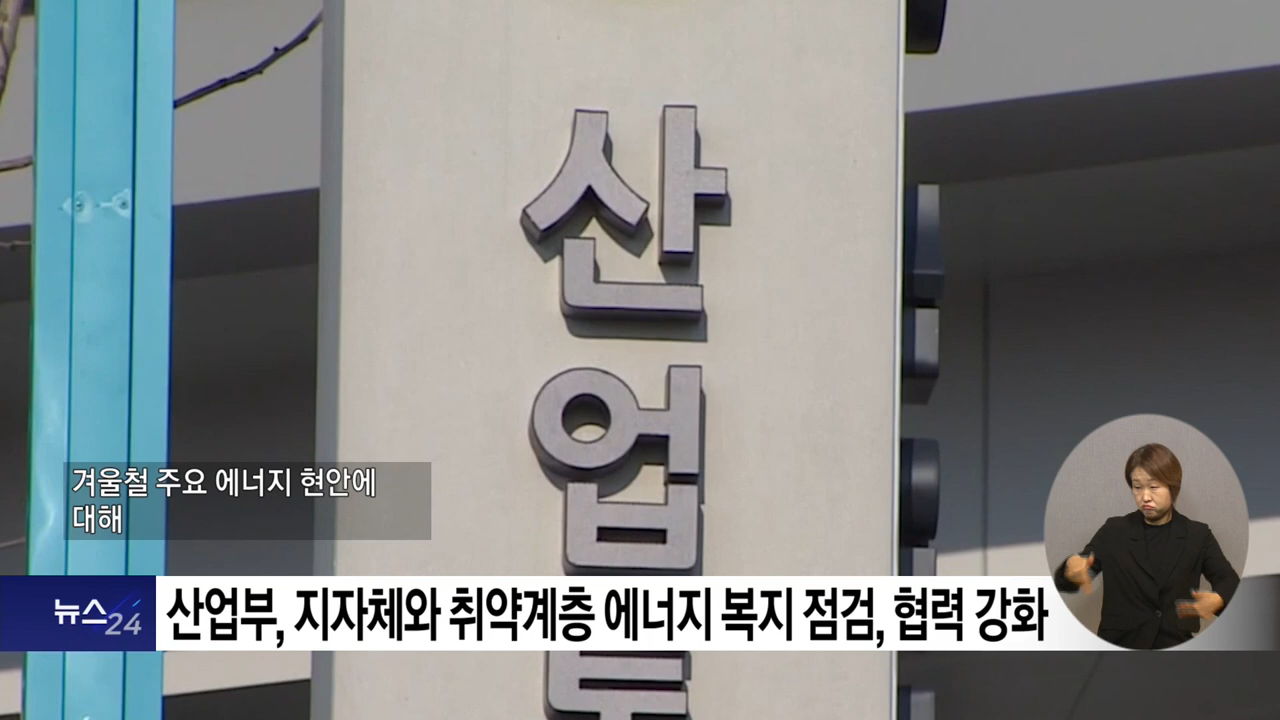 산
업
겨울철 주요 에너지 현안에
대해
뉴스24
산업부, 지자체와 취약계층 에너지 복지 점검, 협력 강화